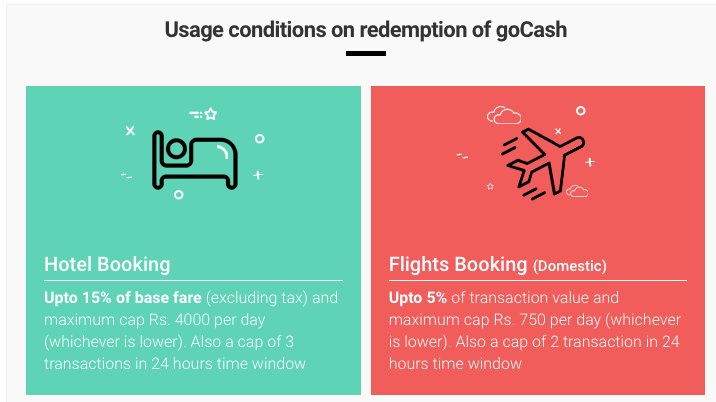 Usage conditions on redemption of goCash
Hotel Booking
Upto 15% of base fare (excluding tax) and
maximum cap Rs. 4000 per day
(whichever is lower). Also a cap of 3
transactions in 24 hours time window
Flights Booking (Domestic)
Upto 5% of transaction value and
maximum cap Rs. 750 per day (whichever
is lower). Also a cap of 2 transaction in 24
hours time window